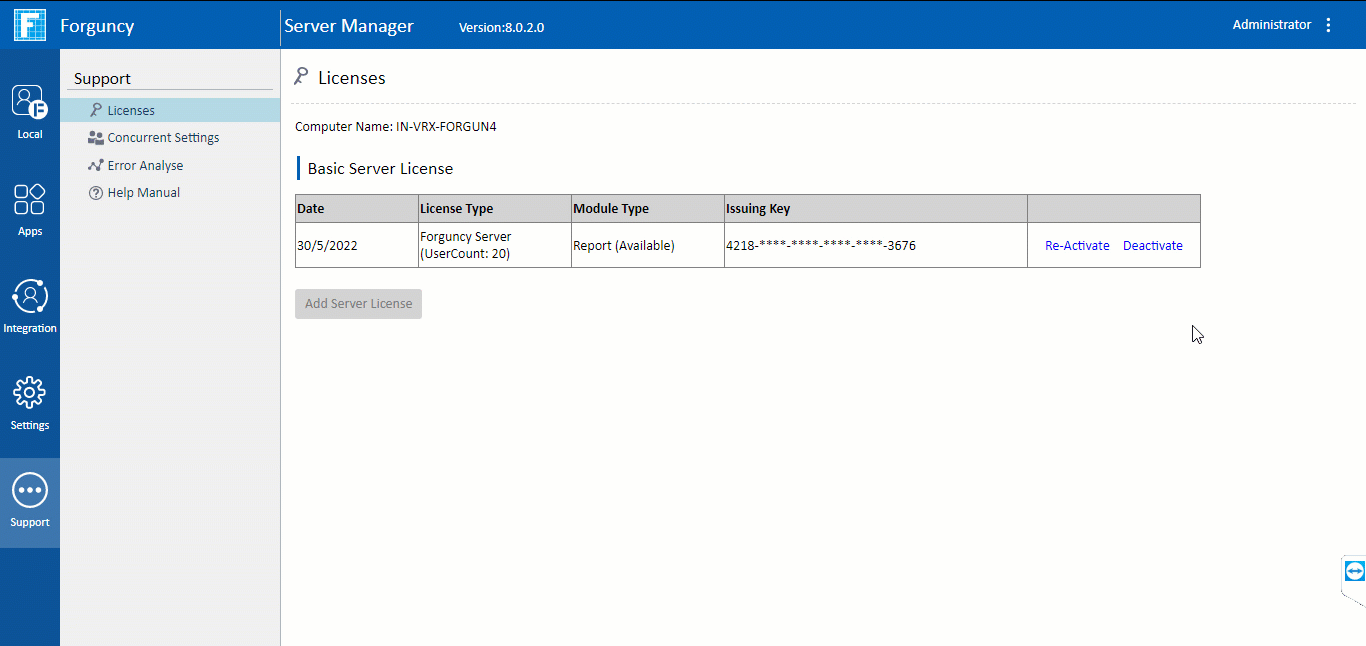 Forguncy
Server Manager
Version:8.0.2.0
Administrator
Local
Apps
Integration
Settings
Support
Support
Licenses
Concurrent Settings
Error Analyse
Help Manual
Licenses
Computer Name: IN-VRX-FORGUN4
Basic Server License
Date License Type Module Type Issuing Key
30/5/2022 Forguncy Server Report (Available) 4218-****-****-****-****-3676 Re-Activate Deactivate
(UserCount: 20)
Add Server License